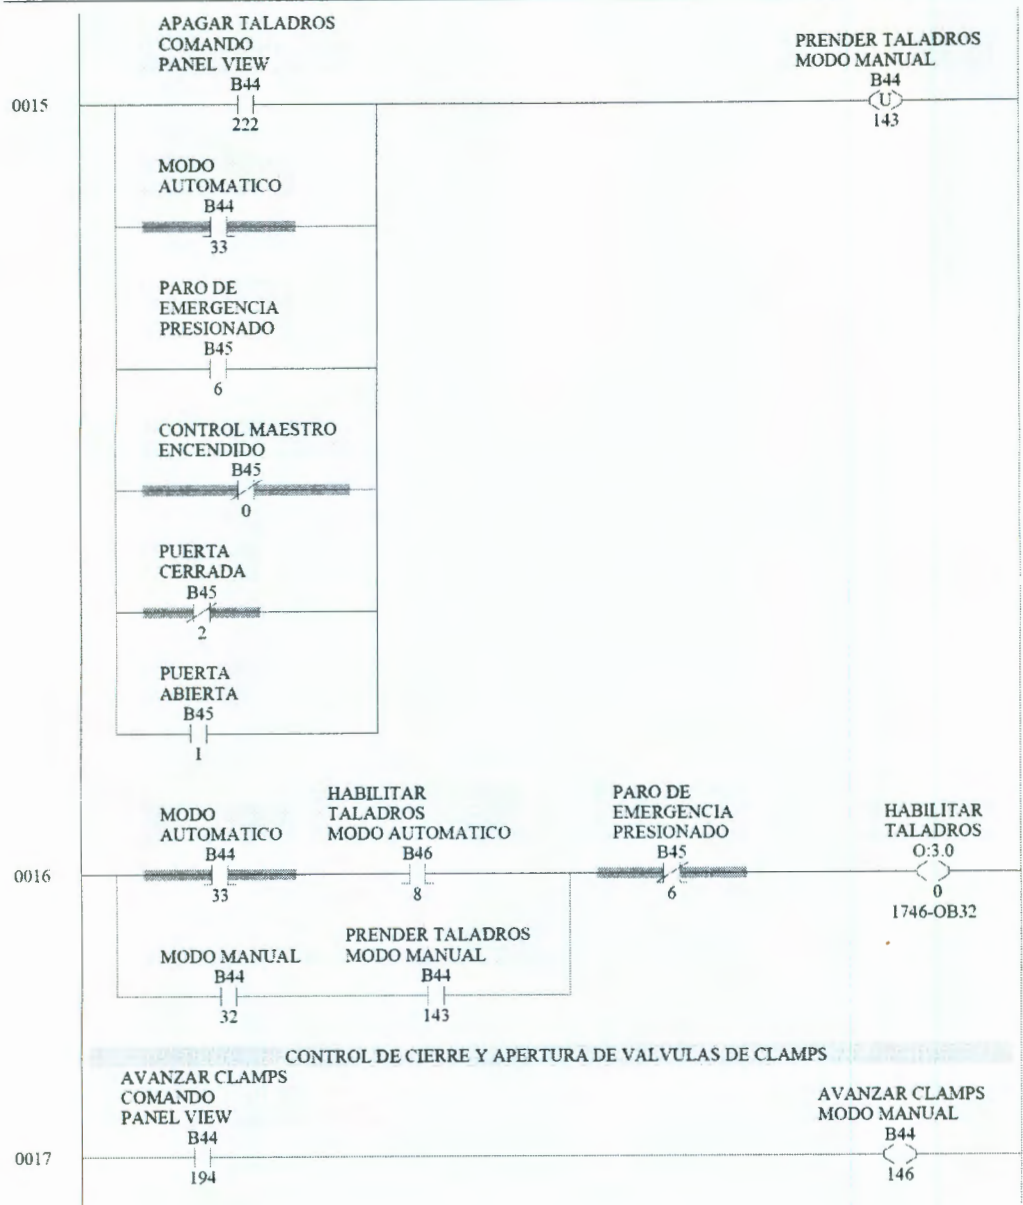 APAGAR TALADROS
COMANDO
PANEL VIEW
B44
222
PRENDER TALADROS
MODO MANUAL
B44
U
143
0015
MODO
AUTOMATICO
B44
33
PARO DE
EMERGENCIA
PRESIONADO
B45
6
CONTROL MAESTRO
ENCENDIDO
B45
0
PUERTA
CERRADA
B45
2
PUERTA
ABIERTA
B45
1
0016
MODO
AUTOMATICO
B44
33
HABILITAR
TALADROS
MODO AUTOMATICO
B46
8
PARO DE
EMERGENCIA
PRESIONADO
B45
6
HABILITAR
TALADROS
O:3.0
0
1746-OB32
MODO MANUAL
B44
32
PRENDER TALADROS
MODO MANUAL
B44
143
CONTROL DE CIERRE Y APERTURA DE VALVULAS DE CLAMPS
0017
AVANZAR CLAMPS
COMANDO
PANEL VIEW
B44
194
AVANZAR CLAMPS
MODO MANUAL
B44
146